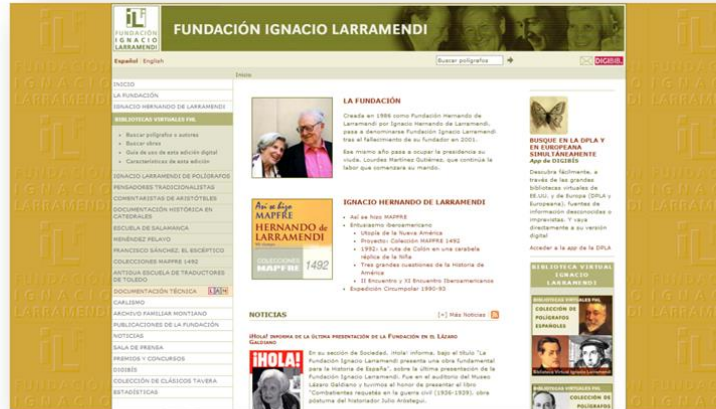 FUNDACIÓN
IGNACIO
LARRAMENDI
FUNDACIÓN IGNACIO LARRAMENDI
Español English
Buscar polígrafos
DIGIBÍS
Inicio
INICIO
LA FUNDACIÓN
IGNACIO HERNANDO DE LARRAMENDI
BIBLIOTECAS VIRTUALES FHL
Buscar polígrafos o autores
Buscar obras
Guía de uso de esta edición digital
Características de esta edición
IGNACIO LARRAMENDI DE POLÍGRAFOS
PENSADORES TRADICIONALISTAS
COMENTARISTAS DE ARISTÓTELES
DOCUMENTACIÓN HISTÓRICA EN
CATEDRALES
ESCUELA DE SALAMANCA
MENÉNDEZ PELAYO
FRANCISCO SÁNCHEZ, EL ESCÉPTICO
COLECCIONES MAPFRE 1492
ANTIGUA ESCUELA DE TRADUCTORES
DE TOLEDO
DOCUMENTACIÓN TÉCNICA
CARLISMO
ARCHIVO FAMILIAR MONTIANO
PUBLICACIONES DE LA FUNDACIÓN
NOTICIAS
SALA DE PRENSA
PREMIOS Y CONCURSOS
DIGIBÍS
COLECCIÓN DE CLÁSICOS TAVERA
ESTADÍSTICAS
LA FUNDACIÓN
Creada en 1986 como Fundación Hernando de
Larramendi por Ignacio Hernando de Larramendi,
pasa a denominarse Fundación Ignacio Larramendi
tras el fallecimiento de su fundador en 2001.
Ese mismo año pasa a ocupar la presidencia su
viuda, Lourdes Martínez Gutiérrez, que continúa la
labor que comenzara su marido.
Así se hizo
MAPFRE
HERNANDO de
LARRAMENDI
COLECCIONES
MAPFRE 1492
IGNACIO HERNANDO DE LARRAMENDI
Así se hizo MAPFRE
Entusiasmo iberoamericano
Utopía de la Nueva América
Proyecto: Colección MAPFRE 1492
1992: La ruta de Colón en una carabela
réplica de la Niña
Tres grandes cuestiones de la Historia de
América
II Encuentro y XI Encuentro Iberoamericanos
Expedición Circumpolar 1990-93
NOTICIAS
[+] Más Noticias
¡Hola! informa de la última presentación de la Fundación en el Lázaro
Galdiano
¡HOLA!
En su sección de Sociedad, ¡Hola! informa, bajo el título "La
Fundación Ignacio Larramendi presenta una obra fundamental
para la Historia de España", sobre la última presentación de la
Fundación Ignacio Larramendi. Fue en el auditorio del Museo
Lázaro Galdiano y tuvimos el honor de presentar el libro
"Combatientes requetés en la guerra civil (1936-1939), obra
póstuma del historiador Julio Aróstegui.
BUSQUE EN LA DPLA Y
EN EUROPEANA
SIMULTÁNEAMENTE
App de DIGIBÍS
Descubra fácilmente, a
través de las grandes
bibliotecas virtuales de
EE.UU. y de Europa (DPLA y
Europeana), fuentes de
información desconocidas o
imprevistas. Y vaya
directamente a su versión
digital
Acceder a la app de la DPLA
BIBLIOTECA VIRTUAL
IGNACIO
LARRAMENDI
BIBLIOTECAS VIRTUALES FHL
COLECCIÓN DE
POLÍGRAFOS
ESPAÑOLES
Biblioteca Virtual Ignacio Larramendi
BIBLIOTECAS VIRTUALES FHL
COLECCIÓN DE
POLÍGRAFOS